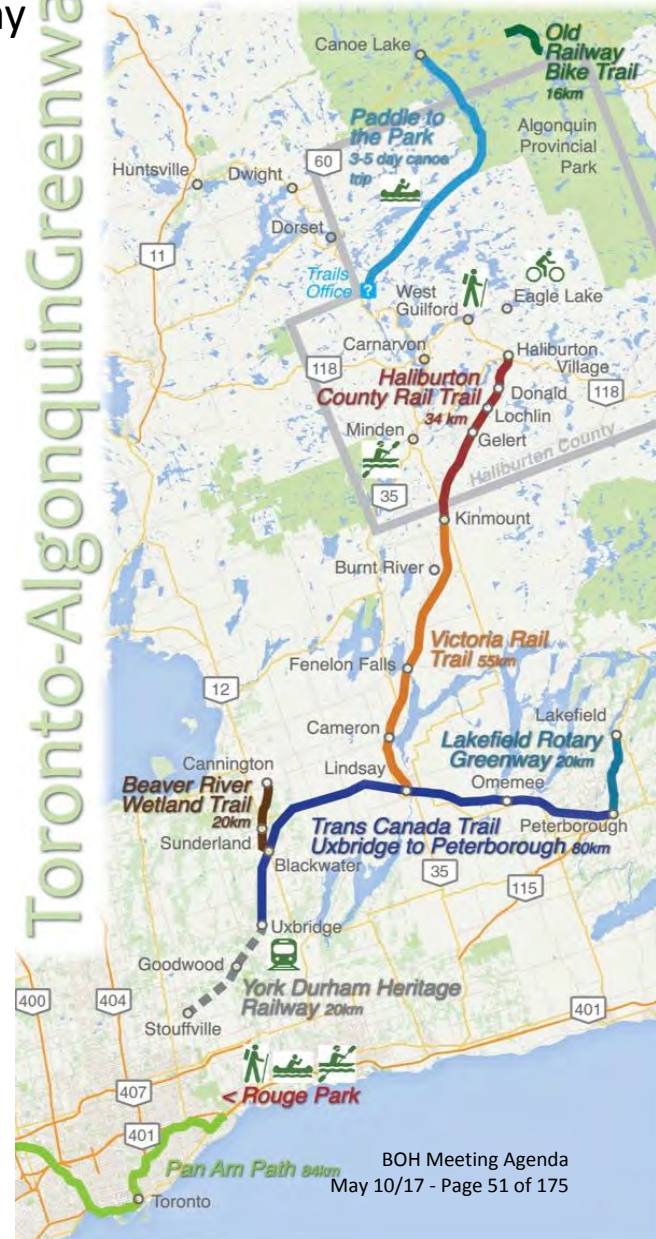 ay
Toronto-AlgonquinGreenwa
Canoe Lake
Old
Railway
Bike Trail
16km
Paddle to
the Park
3-5 day canoe
trip
Algonquin
Provincial
Park
60
Huntsville
Dwight
Dorset
11
Trails
Office
?
West
Guilford
Eagle Lake
Carnarvon
Haliburton
Village
118
Haliburton
County Rail Trail
34 km
Donald
118
Lochlin
Minden
Gelert
Haliburton County
35
Kinmount
Burnt River
Victoria Rail
Trail 55km
Fenelon Falls
12
Cameron
Lakefield
Lakefield Rotary
Greenway 20km
Cannington
Lindsay
Omemee
Beaver River
Wetland Trail
20km
Trans Canada Trail
Uxbridge to Peterborough 80km
Peterborough
Sunderland
Blackwater
35
115
Uxbridge
Goodwood
York Durham Heritage
Railway 20km
400
404
401
Stouffville
407
< Rouge Park
401
Pan Am Path 84km
Toronto
BOH Meeting Agenda
May 10/17 - Page 51 of 175